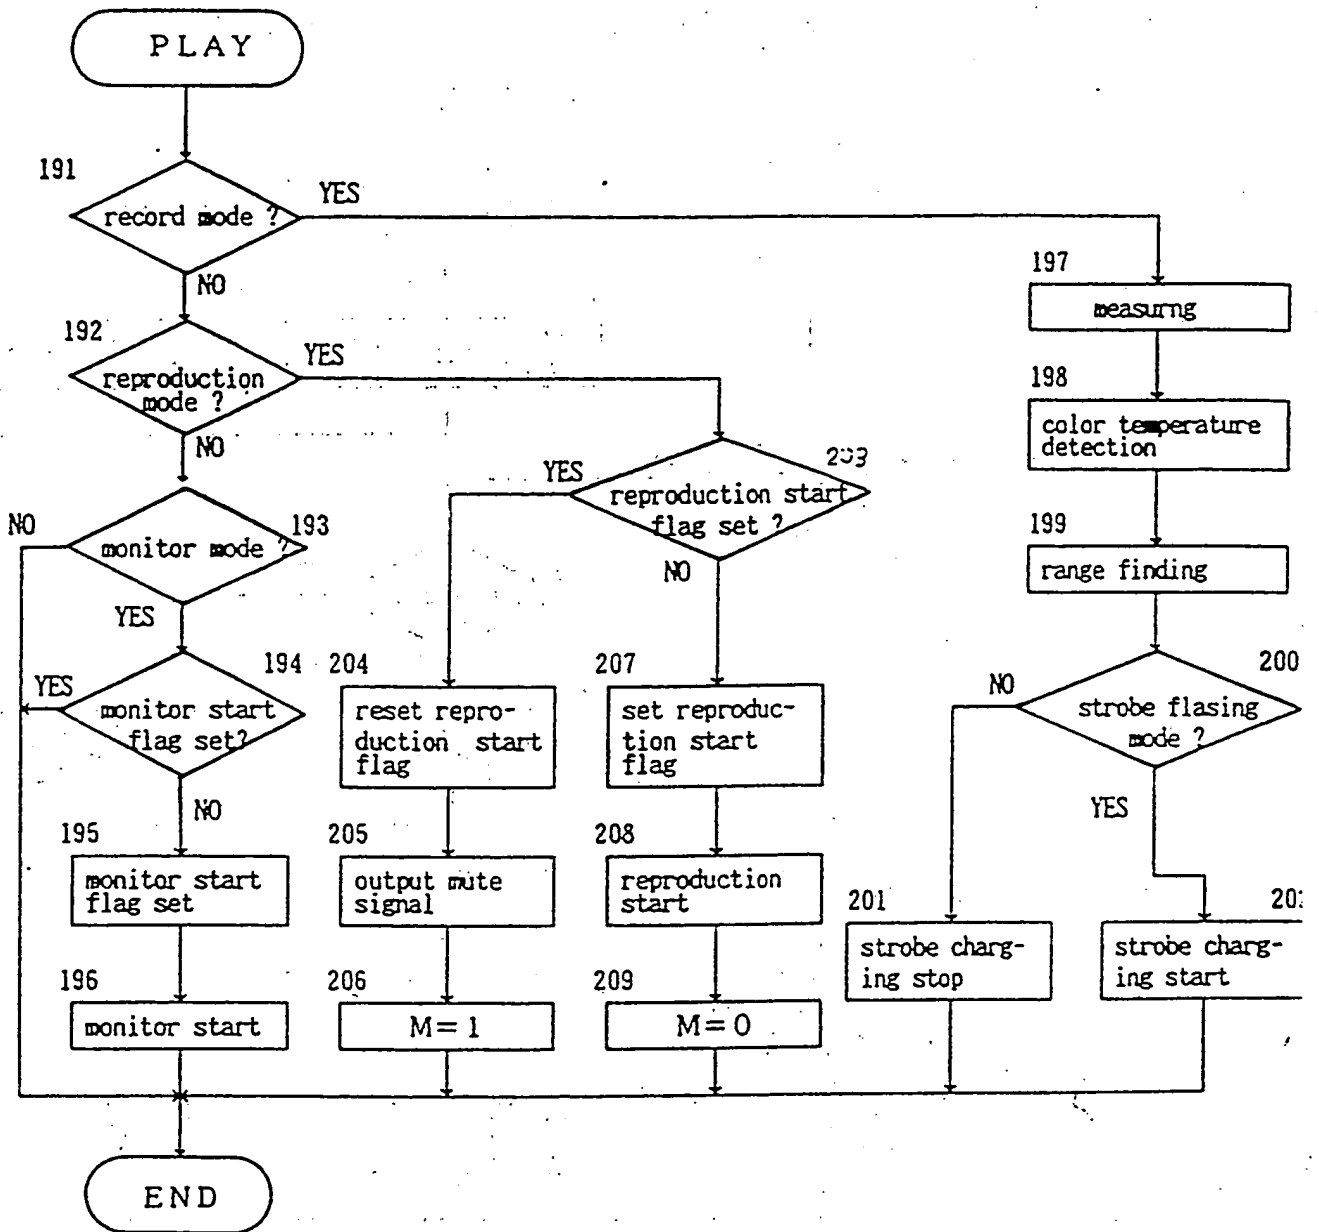 PLAY
191
record mode ?
YES
NO
192
reproduction
mode ?
YES
NO
193
monitor mode ?
NO
YES
194
monitor start
flag set?
YES
NO
195
monitor start
flag set
196
monitor start
reproduction start
flag set ?
YES
NO
204
reset repro-
duction start
flag
205
output mute
signal
206
M=1
207
set reproduc-
tion start
flag
208
reproduction
start
209
M=0
197
measurng
198
color temperature
detection
199
range finding
200
strobe flasing
mode ?
NO
YES
201
strobe charg-
ing stop
strobe charg-
ing start
END